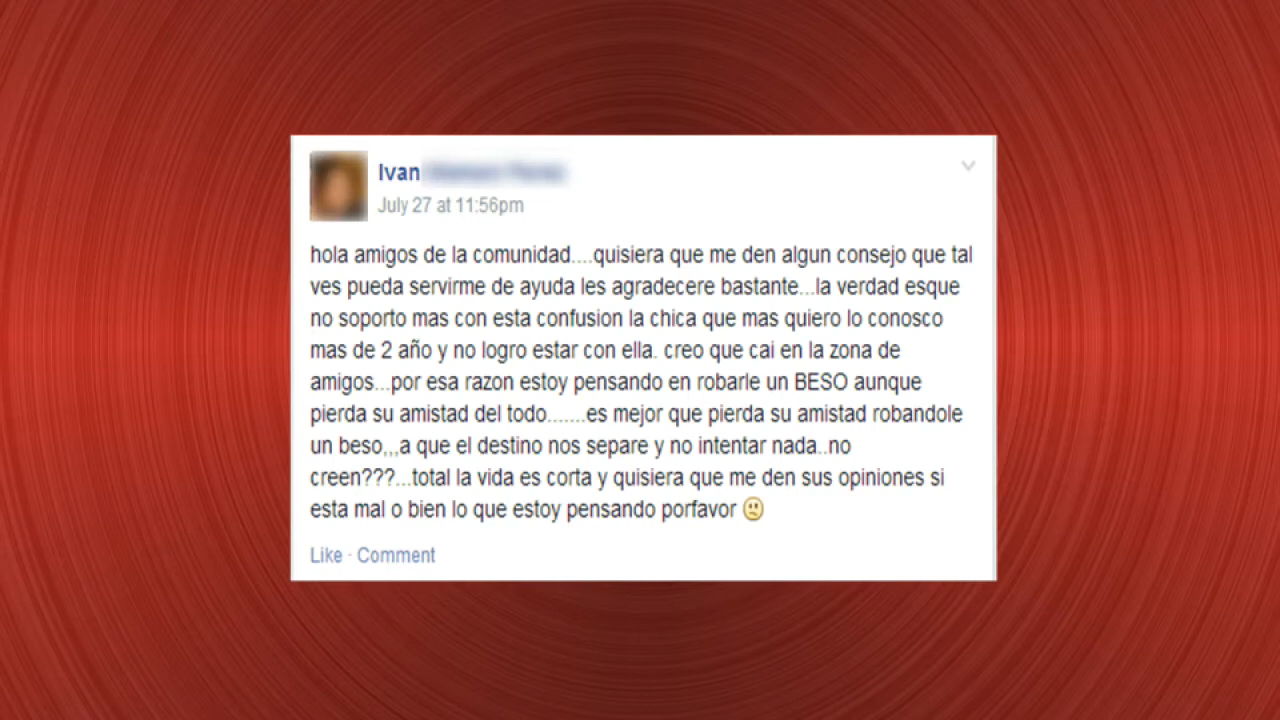 Ivan
July 27 at 11:56pm
hola amigos de la comunidad....quisiera que me den algun consejo que tal
ves pueda servirme de ayuda les agradecere bastante...la verdad esque
no soporto mas con esta confusion la chica que mas quiero lo conosco
mas de 2 año y no logro estar con ella. creo que cai en la zona de
amigos...por esa razon estoy pensando en robarle un BESO aunque
pierda su amistad del todo.......es mejor que pierda su amistad robandole
un beso,,,a que el destino nos separe y no intentar nada..no
creen???...total la vida es corta y quisiera que me den sus opiniones si
esta mal o bien lo que estoy pensando porfavor
Like · Comment